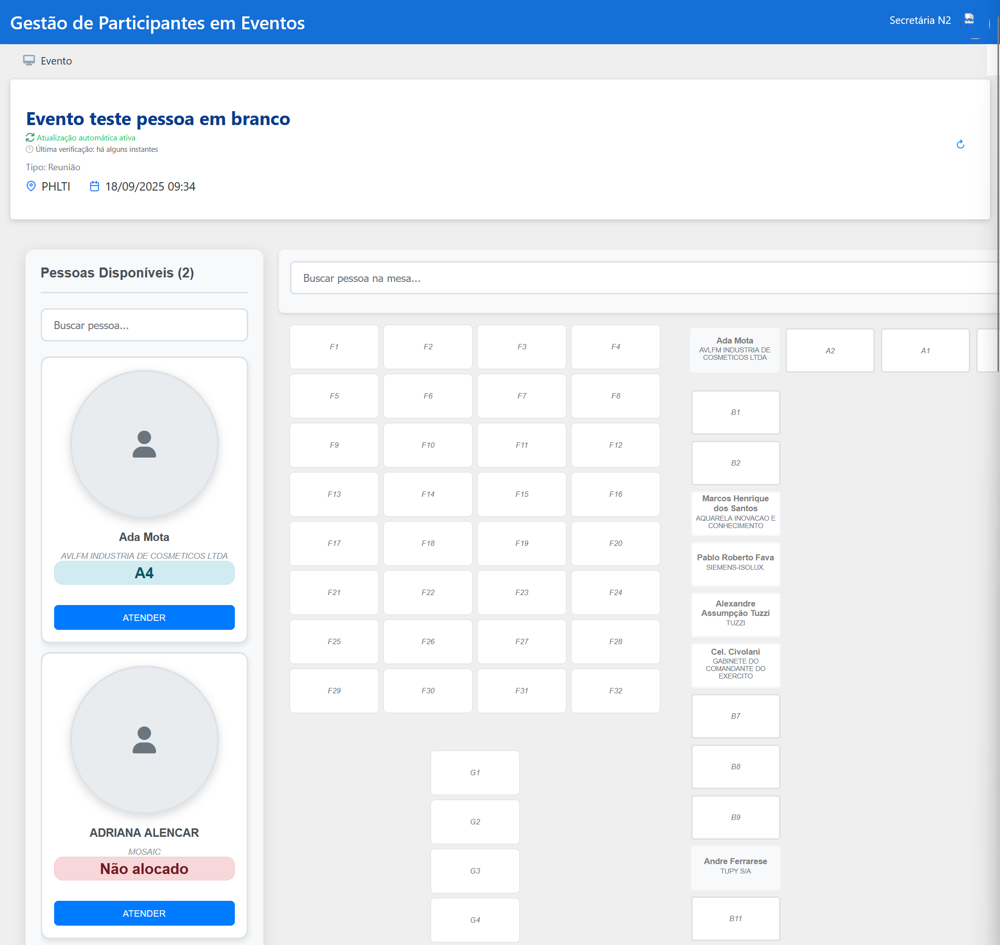 Gestão de Participantes em Eventos
Secretária N2
Evento
Evento teste pessoa em branco
Atualização automática ativa
Última verificação: há alguns instantes
Tipo: Reunião
PHLTI
18/09/2025 09:34
Pessoas Disponíveis (2)
Buscar pessoa...
Ada Mota
AVLFM INDUSTRIA DE COSMETICOS LTDA
A4
ATENDER
ADRIANA ALENCAR
MOSAIC
Não alocado
ATENDER
Buscar pessoa na mesa...
F1
F2
F3
F4
F5
F6
F7
F8
F9
F10
F11
F12
F13
F14
F15
F16
F17
F18
F19
F20
F21
F22
F23
F24
F25
F26
F27
F28
F29
F30
F31
F32
G1
G2
G3
G4
Ada Mota
AVLFM INDUSTRIA DE
COSMETICOS LTDA
A2
A1
B1
B2
Marcos Henrique
dos Santos
AQUARELA INOVACAO E
CONHECIMENTO
Pablo Roberto Fava
SIEMENS-ISOLUX.
Alexandre
Assumpção Tuzzi
TUZZI
Cel. Civolani
GABINETE DO
COMANDANTE DO
EXERCITO
B7
B8
B9
Andre Ferrarese
TUPY S/A
B11